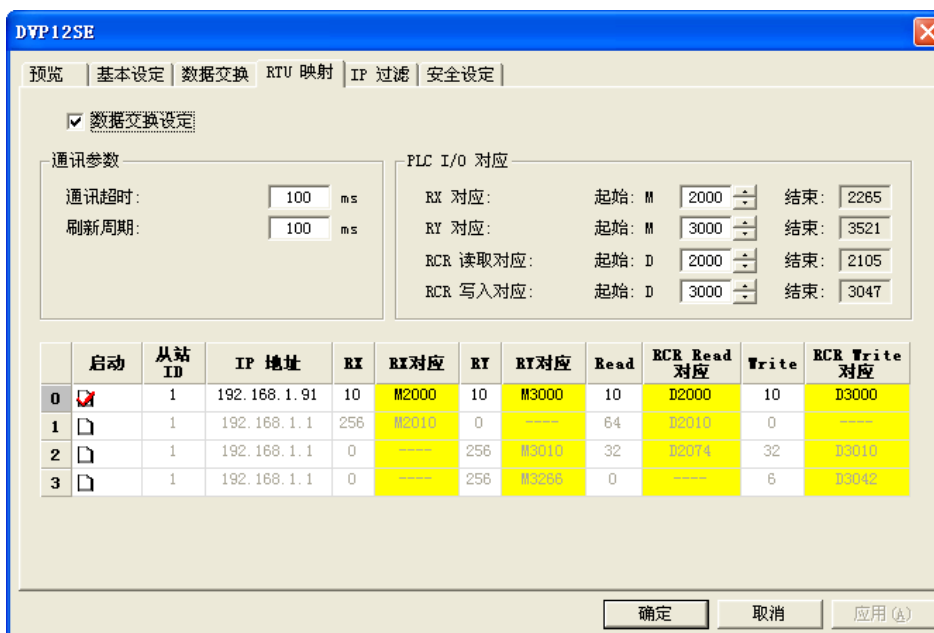 DVP12SE
预览 基本设定 数据交换 RTU 映射 IP 过滤 安全设定
数据交换设定
通讯参数
通讯超时: 100 ms
刷新周期: 100 ms
PLC I/O 对应
RX 对应: 起始: M 2000 结束: 2265
RY 对应: 起始: M 3000 结束: 3521
RCR 读取对应: 起始: D 2000 结束: 2105
RCR 写入对应: 起始: D 3000 结束: 3047
启动 从站 ID IP 地址 RX RX对应 RY RY对应 Read RCR Read 对应 Write RCR Write 对应
0 1 192.168.1.91 10 M2000 10 M3000 10 D2000 10 D3000
1 1 192.168.1.1 256 M2010 0 ---- 64 D2010 0 ----
2 1 192.168.1.1 0 ---- 256 M3010 32 D2074 32 D3010
3 1 192.168.1.1 0 ---- 256 M3266 0 ---- 6 D3042
确定 取消 应用(A)